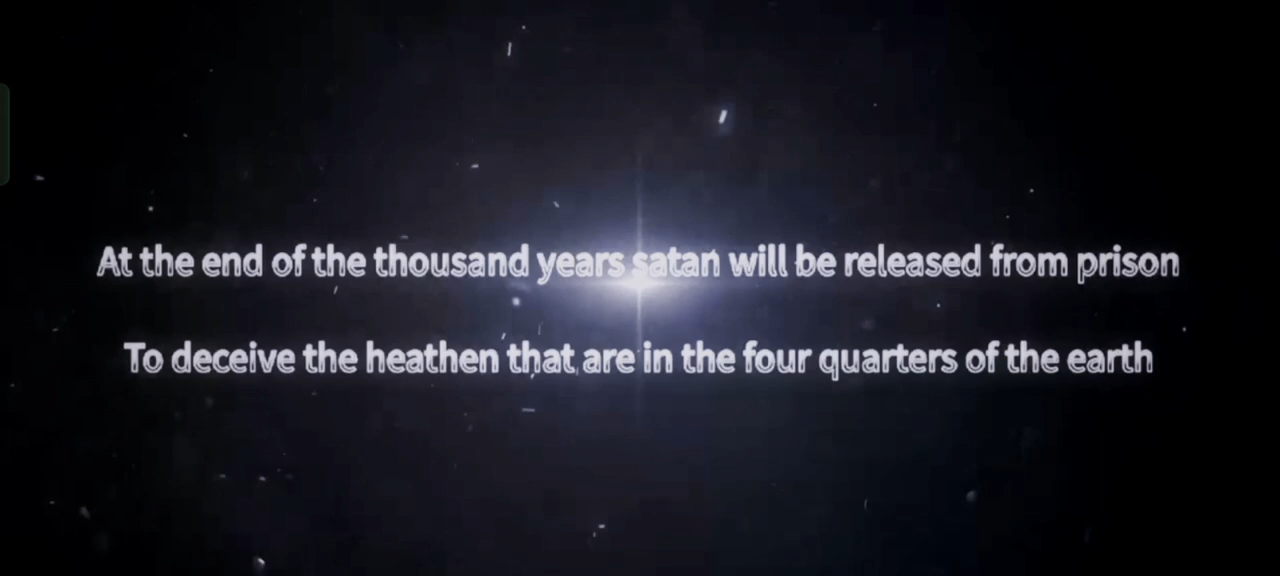 At the end of the thousand years satan will be released from prison
To deceive the heathen that are in the four quarters of the earth